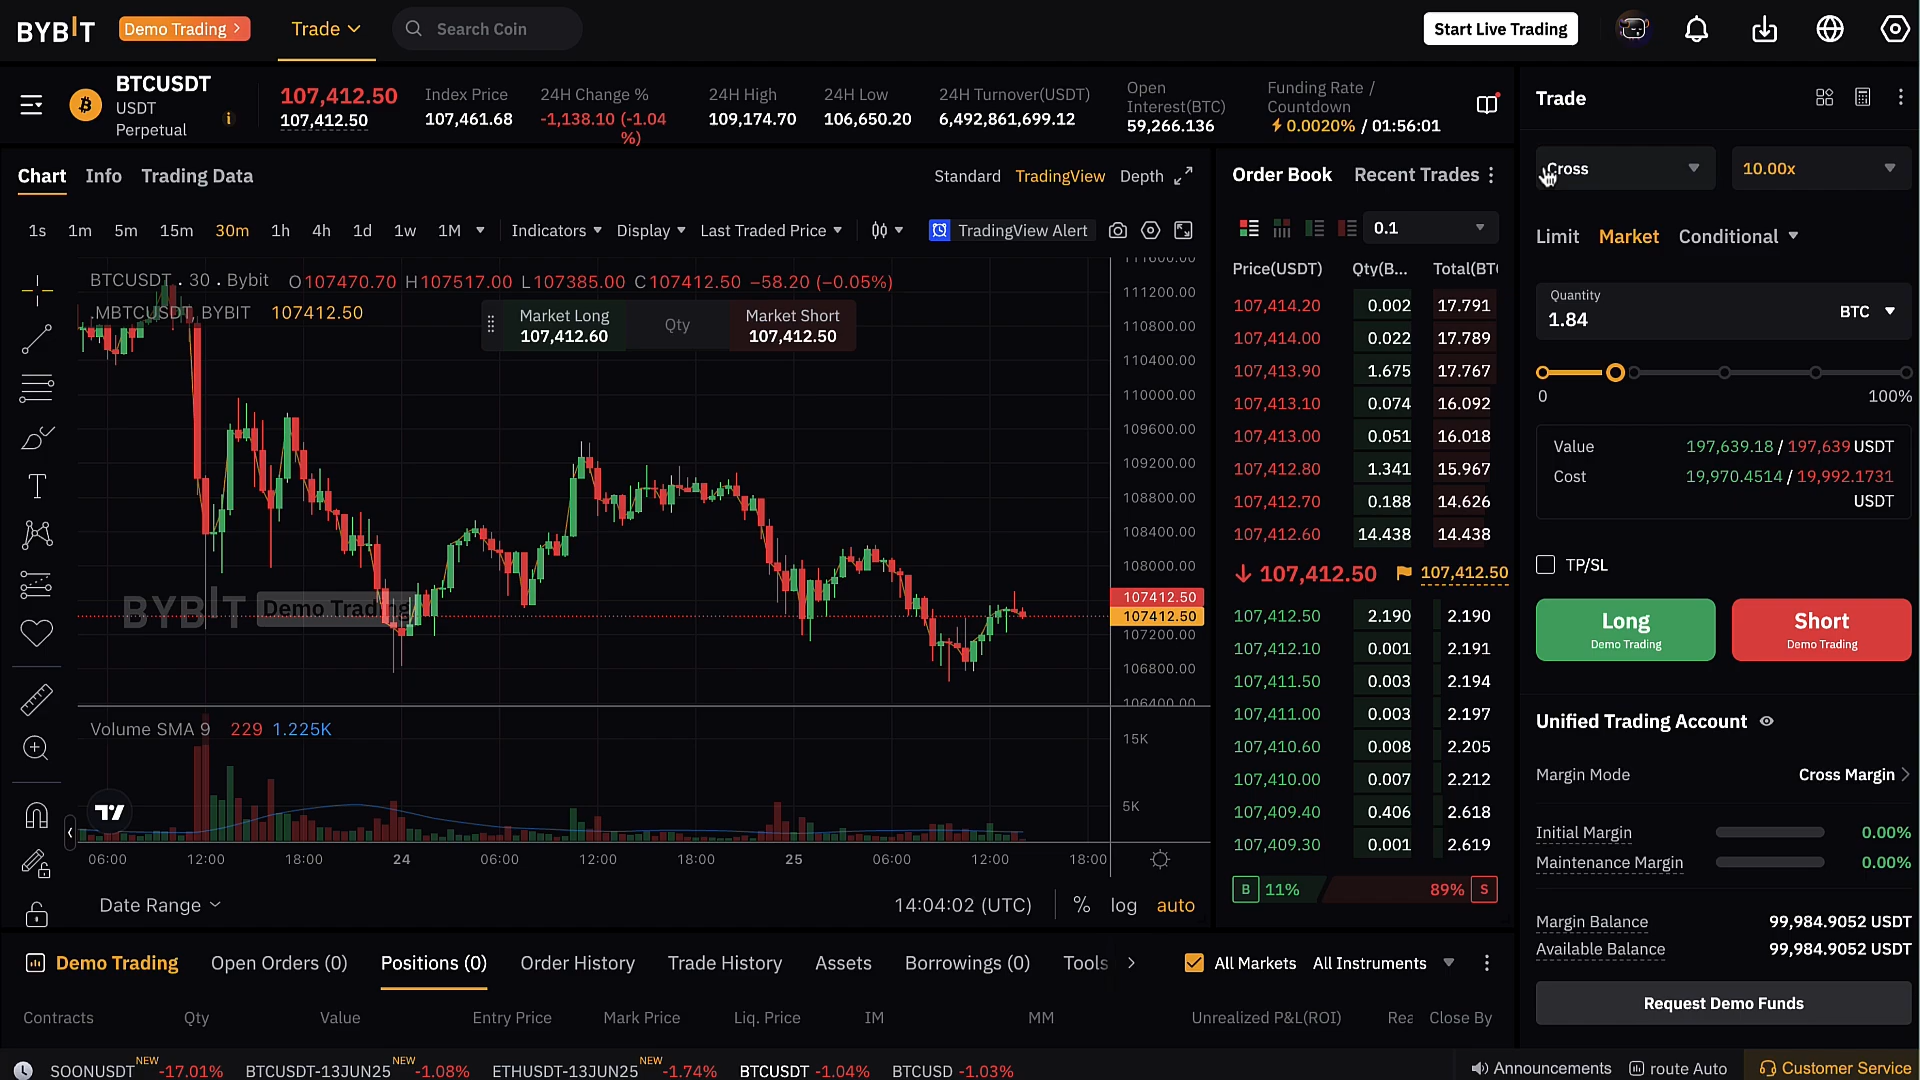 BYBIT
Demo Trading >
Trade
Search Coin
Start Live Trading
BTCUSDT
USDT
Perpetual
107,412.50
107,412.50
Index Price
107,461.68
24H Change %
-1,138.10 (-1.04
%)
24H High
109,174.70
24H Low
106,650.20
24H Turnover(USDT)
6,492,861,699.12
Open
Interest(BTC)
59,266.136
Funding Rate /
Countdown
0.0020% / 01:56:01
Chart Info Trading Data
Standard TradingView Depth
1s 1m 5m 15m 30m 1h 4h 1d 1w 1M
Indicators Display Last Traded Price TradingView Alert
BTCUSDT . 30 . Bybit O107470.70 H107517.00 L107385.00 C107412.50 −58.20 (−0.05%)
.MBTCUSDT, BYBIT 107412.50
Market Long
107,412.60
Qty
Market Short
107,412.50
111600.00
111200.00
110800.00
110400.00
110000.00
109600.00
109200.00
108800.00
108400.00
108000.00
107412.50
107412.50
107200.00
106800.00
106400.00
BYBIT Demo Trading
Volume SMA 9 229 1.225K
15K
5K
06:00 12:00 18:00 24 06:00 12:00 18:00 25 06:00 12:00 18:00
Date Range
14:04:02 (UTC) % log auto
Order Book Recent Trades
0.1
Price(USDT) Qty(B... Total(BT
107,414.20 0.002 17.791
107,414.00 0.022 17.789
107,413.90 1.675 17.767
107,413.10 0.074 16.092
107,413.00 0.051 16.018
107,412.80 1.341 15.967
107,412.70 0.188 14.626
107,412.60 14.438 14.438
107,412.50 107,412.50
107,412.50 2.190 2.190
107,412.10 0.001 2.191
107,411.50 0.003 2.194
107,411.00 0.003 2.197
107,410.60 0.008 2.205
107,410.00 0.007 2.212
107,409.40 0.406 2.618
107,409.30 0.001 2.619
B 11% 89% S
Trade
Cross
10.00x
Limit Market Conditional
Quantity
1.84
BTC
0 100%
Value 197,639.18 / 197,639 USDT
Cost 19,970.4514 / 19,992.1731
USDT
TP/SL
Long
Demo Trading
Short
Demo Trading
Unified Trading Account
Margin Mode Cross Margin
Initial Margin 0.00%
Maintenance Margin 0.00%
Margin Balance 99,984.9052 USDT
Available Balance 99,984.9052 USDT
Request Demo Funds
Demo Trading Open Orders (0) Positions (0) Order History Trade History Assets Borrowings (0) Tools
All Markets All Instruments
Contracts Qty Value Entry Price Mark Price Liq. Price IM MM Unrealized P&L(ROI) Rea Close By
SOONUSDT NEW -17.01% BTCUSDT-13JUN25 NEW -1.08% ETHUSDT-13JUN25 NEW -1.74% BTCUSDT -1.04% BTCUSD -1.03%
Announcements route Auto Customer Service